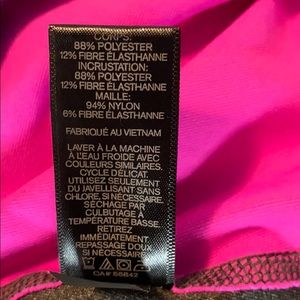 CORPS:
88% POLYESTER
12% FIBRE ÉLASTHANNE
INCRUSTATION:
88% POLYESTER
12% FIBRE ÉLASTHANNE
MAILLE:
94% NYLON
6% FIBRE ÉLASTHANNE
FABRIQUÉ AU VIETNAM
LAVER À LA MACHINE
À L'EAU FROIDE AVEC
COULEURS SIMILAIRES.
CYCLE DÉLICAT.
UTILISEZ SEULEMENT
DU JAVELLISANT SANS
CHLORE, SI NÉCESSAIRE.
SÉCHAGE PAR
CULBUTAGE À
TEMPÉRATURE BASSE.
RETIREZ
IMMÉDIATEMENT.
REPASSAGE DOUX
SI NÉCESSAIRE.
CA# 56642